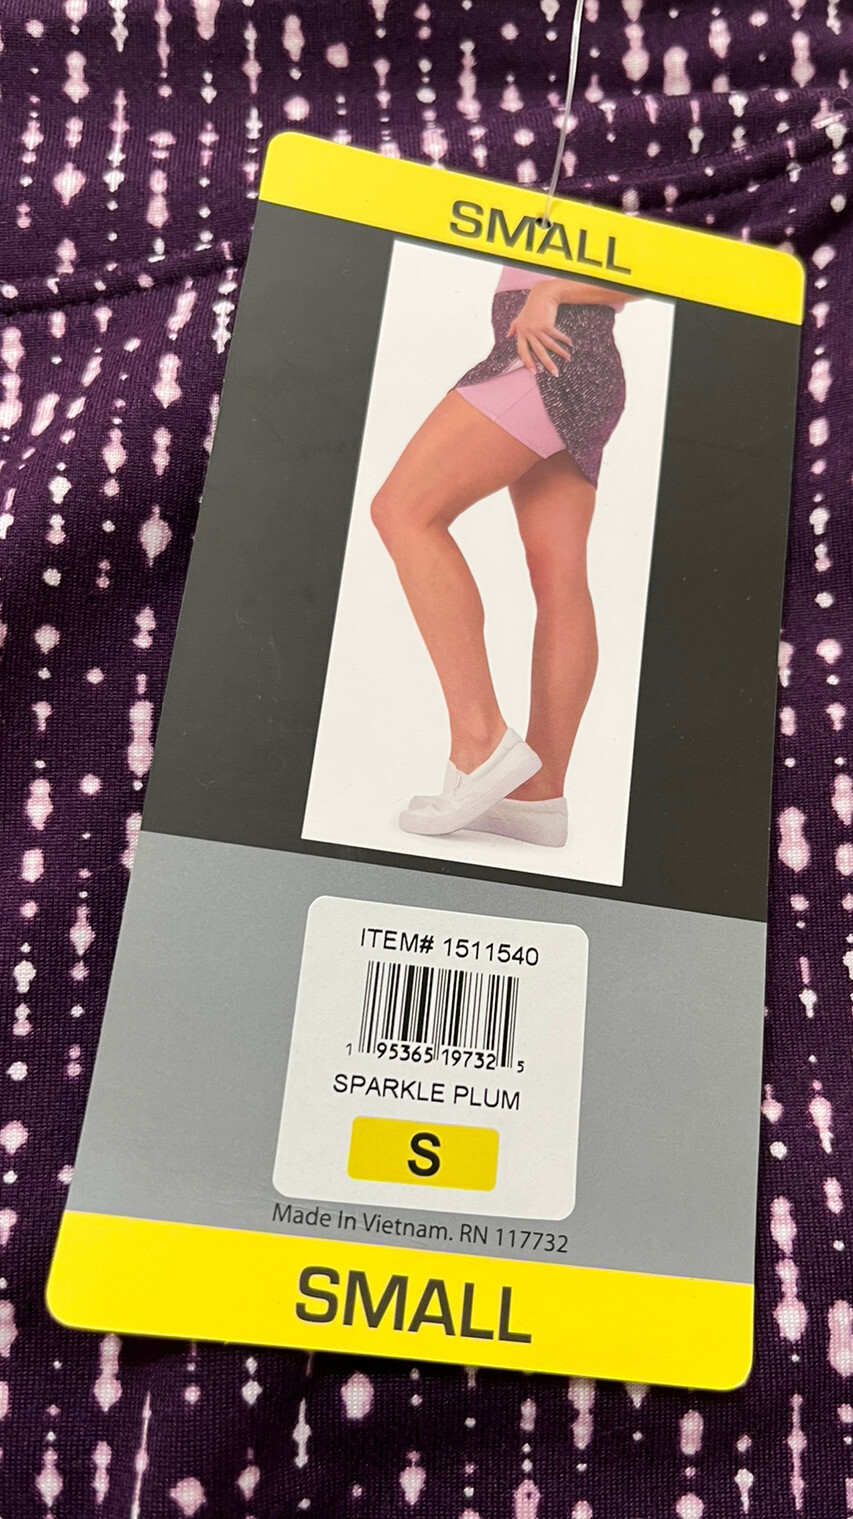 SMALL
ITEM# 1511540
1 95365 19732 5
SPARKLE PLUM
S
Made In Vietnam. RN 117732
SMALL